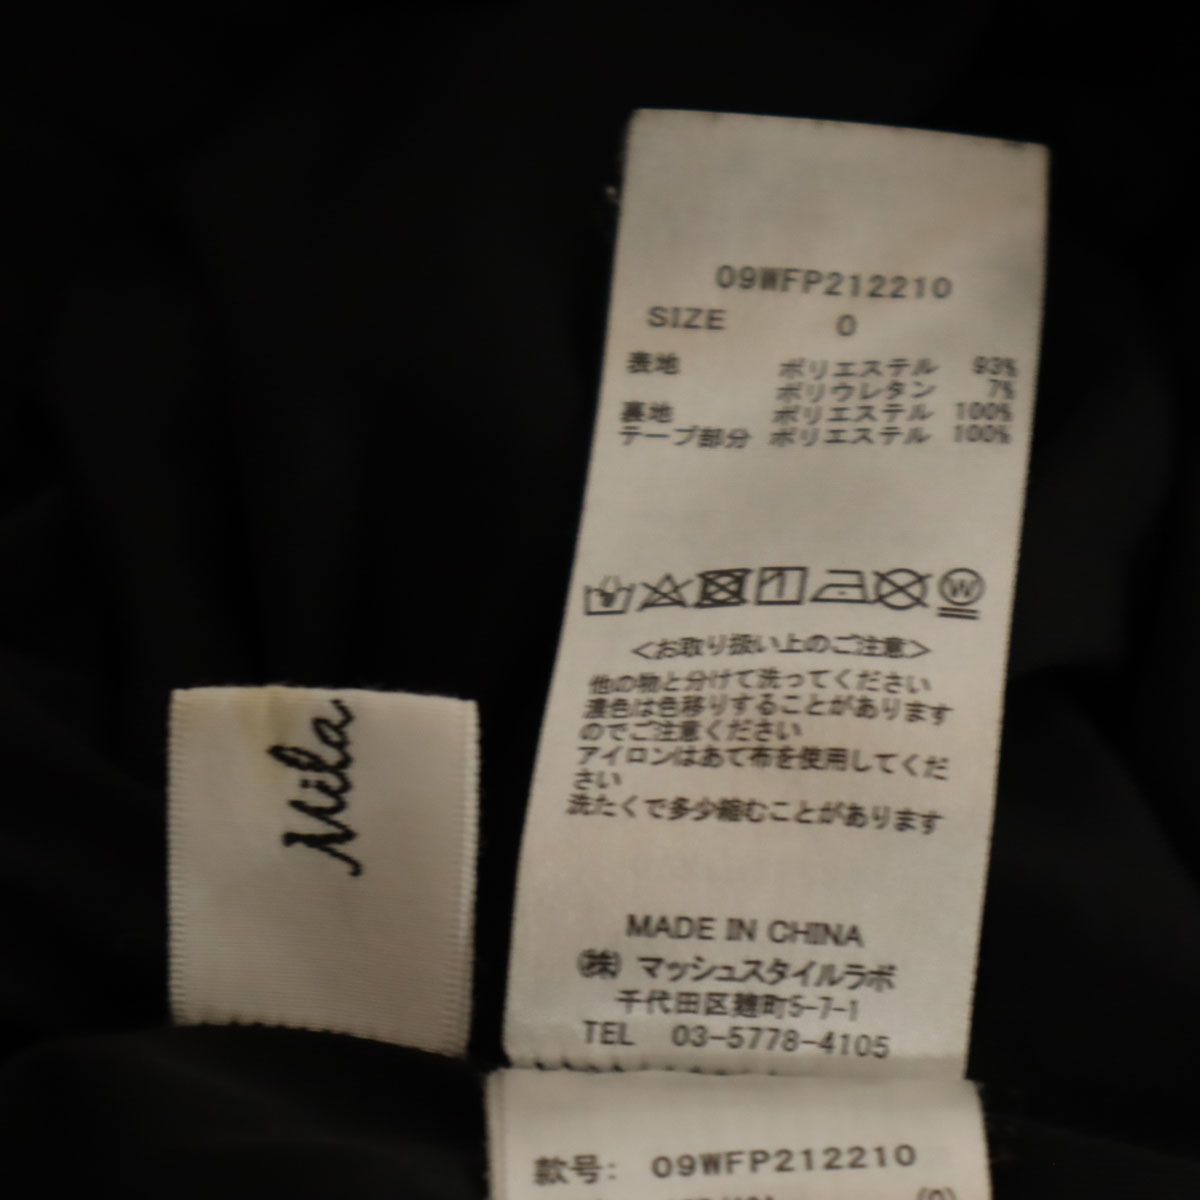 09WFP212210
SIZE 0
表地 ポリエステル 93%
ポリウレタン 7%
裏地 ポリエステル 100%
テープ部分 ポリエステル 100%
<お取り扱い上のご注意>
他の物と分けて洗ってください
濃色は色移りすることがあります
のでご注意ください
アイロンはあて布を使用してくだ
さい
洗たくで多少縮むことがあります
MADE IN CHINA
㈱ マッシュスタイルラボ
千代田区麹町5-7-1
TEL 03-5778-4105
Mila
款号: 09WFP212210
(0)